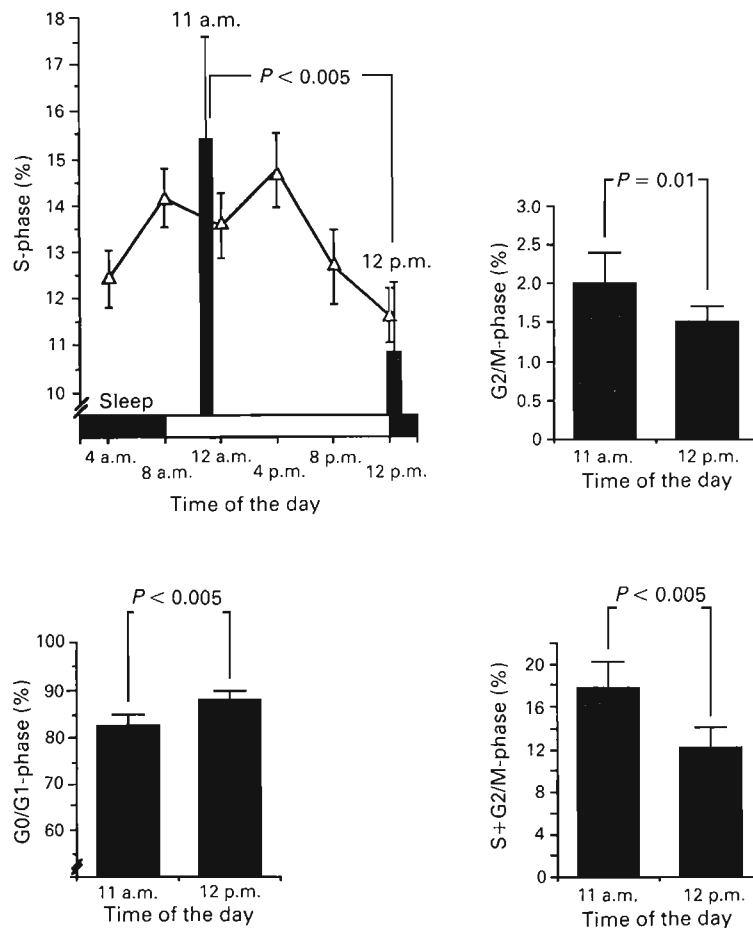 18
17
16
15
14
13
12
11
10
S-phase (%)
11 a.m.
P < 0.005
12 p.m.
Sleep
4 a.m.
8 a.m.
12 a.m.
4 p.m.
8 p.m.
12 p.m.
Time of the day
P = 0.01
3.0
2.5
2.0
1.5
1.0
0.5
0
G2/M-phase (%)
11 a.m.
12 p.m.
Time of the day
P < 0.005
100
90
80
80
60
G0/G1-phase (%)
11 a.m.
12 p.m.
Time of the day
P < 0.005
20
16
12
8
4
0
S+G2/M-phase (%)
11 a.m.
12 p.m.
Time of the day